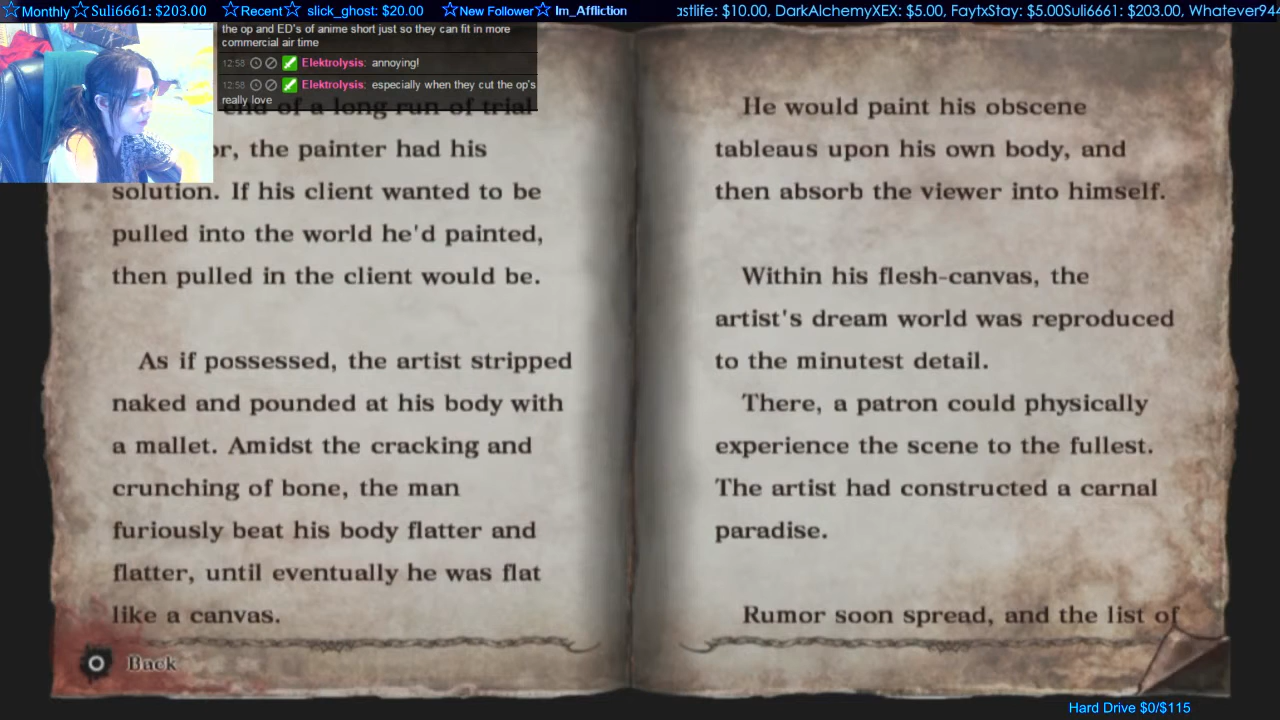 Monthly Suli6661: $203.00 Recent slick_ghost: $20.00 New Follower Im_Affliction astlife: $10.00, DarkAlchemyXEX: $5.00, FaytxStay: $5.00Suli6661: $203.00, Whatever944
the op and ED's of anime short just so they can fit in more
commercial air time
12:58 Elektrolysis: annoying!
12:58 Elektrolysis: especially when they cut the op's
really love
end of a long run of trial
or, the painter had his
solution. If his client wanted to be
pulled into the world he'd painted,
then pulled in the client would be.
As if possessed, the artist stripped
naked and pounded at his body with
a mallet. Amidst the cracking and
crunching of bone, the man
furiously beat his body flatter and
flatter, until eventually he was flat
like a canvas.
Back
He would paint his obscene
tableaus upon his own body, and
then absorb the viewer into himself.
Within his flesh-canvas, the
artist's dream world was reproduced
to the minutest detail.
There, a patron could physically
experience the scene to the fullest.
The artist had constructed a carnal
paradise.
Rumor soon spread, and the list of
Hard Drive $0/$115